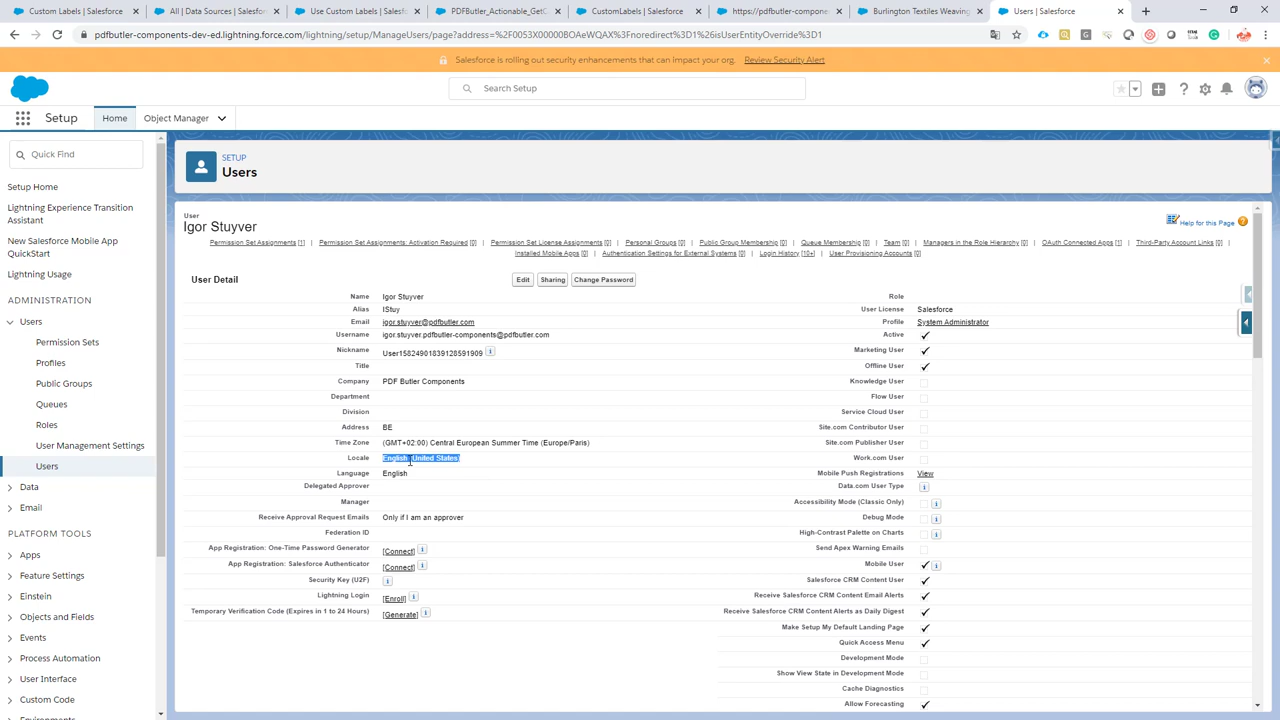 Custom Labels | Salesf
All | Data Sources | Salesf
Use Custom Labels | Salesf
PDFButler_Actionable_GetC
CustomLabels | Salesforce
https://pdfbutler-compone
Burlington Textiles Weaving
Users | Salesforce
pdfbutler-components-dev-ed.lightning.force.com/lightning/setup/ManageUsers/page?address=%2F0053X00000BOAeWQAX%3Fnoredirect%3D1%26isUserEntityOverride%3D1
Salesforce is rolling out security enhancements that can impact your org. Review Security Alert
Search Setup
Setup
Home
Object Manager
Quick Find
Setup Home
Lightning Experience Transition
Assistant
New Salesforce Mobile App
QuickStart
Lightning Usage
ADMINISTRATION
Users
Permission Sets
Profiles
Public Groups
Queues
Roles
User Management Settings
Users
Data
Email
PLATFORM TOOLS
Apps
Feature Settings
Einstein
Objects and Fields
Events
Process Automation
User Interface
Custom Code
SETUP
Users
User
Igor Stuyver
Help for this Page
Permission Set Assignments [1] | Permission Set Assignments: Activation Required [0] | Permission Set License Assignments [0] | Personal Groups [0] | Public Group Membership [0] | Queue Membership [0] | Team [0] | Managers in the Role Hierarchy [0] | OAuth Connected Apps [1] | Third-Party Account Links [0] |
Installed Mobile Apps [0] | Authentication Settings for External Systems [0] | Login History [10+] | User Provisioning Accounts [0]
User Detail
Edit
Sharing
Change Password
Name Igor Stuyver
Alias IStuy
Email igor.stuyver@pdfbutler.com
Username igor.stuyver.pdfbutler-components@pdfbutler.com
Nickname User15824901839128591909
Title
Company PDF Butler Components
Department
Division
Address BE
Time Zone (GMT+02:00) Central European Summer Time (Europe/Paris)
Locale English (United States)
Language English
Delegated Approver
Manager
Receive Approval Request Emails Only if I am an approver
Federation ID
App Registration: One-Time Password Generator [Connect]
App Registration: Salesforce Authenticator [Connect]
Security Key (U2F)
Lightning Login [Enroll]
Temporary Verification Code (Expires in 1 to 24 Hours) [Generate]
Role
User License Salesforce
Profile System Administrator
Active
Marketing User
Offline User
Knowledge User
Flow User
Service Cloud User
Site.com Contributor User
Site.com Publisher User
Work.com User
Mobile Push Registrations View
Data.com User Type
Accessibility Mode (Classic Only)
Debug Mode
High-Contrast Palette on Charts
Send Apex Warning Emails
Mobile User
Salesforce CRM Content User
Receive Salesforce CRM Content Email Alerts
Receive Salesforce CRM Content Alerts as Daily Digest
Make Setup My Default Landing Page
Quick Access Menu
Development Mode
Show View State in Development Mode
Cache Diagnostics
Allow Forecasting